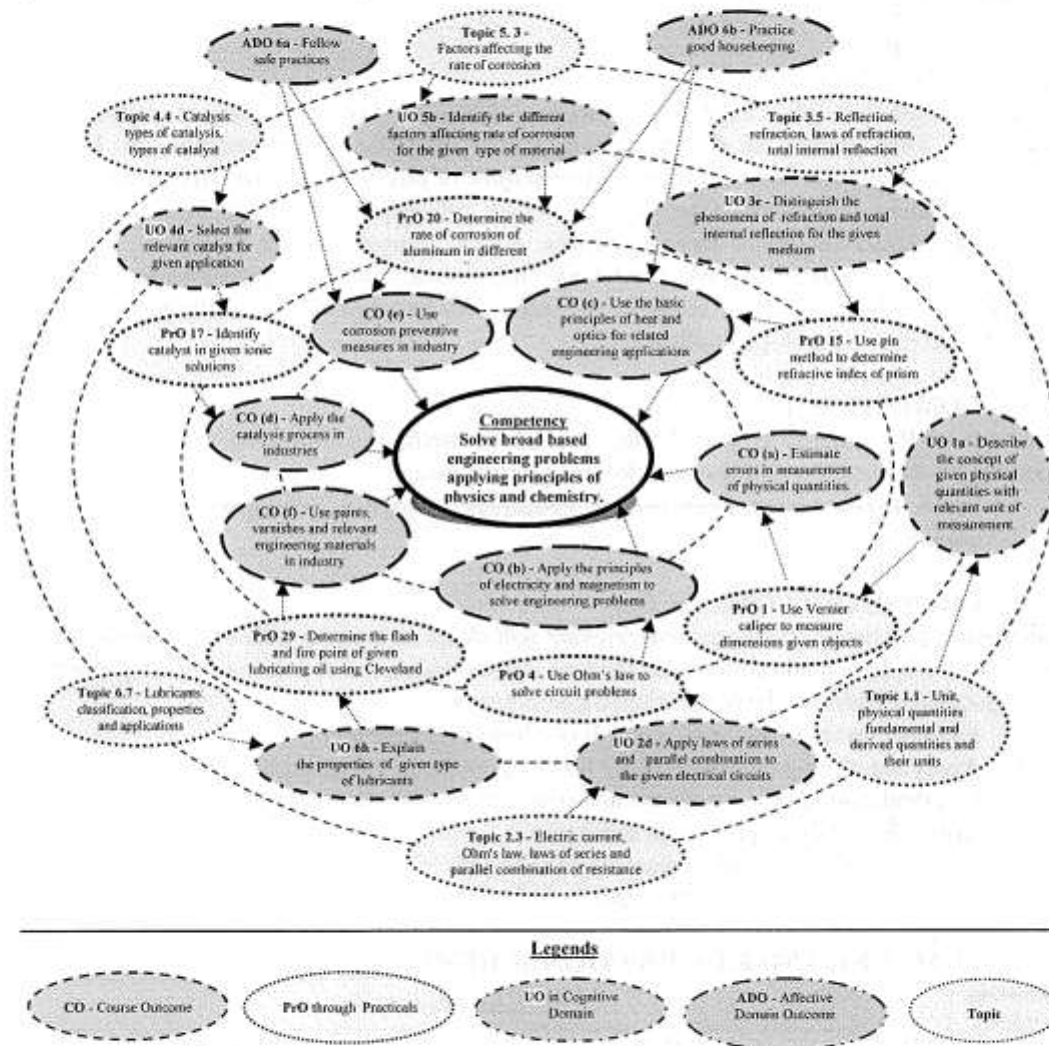 ADO 6a - Follow
safe practices
Topic 5. 3 -
Factors affecting the
rate of corrosion
ADO 6b - Practice
good housekeeping
Topic 4.4 - Catalysis,
types of catalysis,
types of catalyst
UO 5b - Identify the different
factors affecting rate of corrosion
for the given type of material
Topic 3.5 - Reflection,
refraction, laws of refraction,
total internal reflection
UO 4d - Select the
relevant catalyst for
given application
PrO 20 - Determine the
rate of corrosion of
aluminum in different
UO 3e - Distinguish the
phenomena of refraction and total
internal reflection for the given
medium
PrO 17 - Identify
catalyst in given ionic
solutions
CO (e) - Use
corrosion preventive
measures in industry
CO (c) - Use the basic
principles of heat and
optics for related
engineering applications
PrO 15 - Use pin
method to determine
refractive index of prism
CO (d) - Apply the
catalysis process in
industries
Competency
Solve broad based
engineering problems
applying principles of
physics and chemistry.
CO (a) - Estimate
errors in measurement
of physical quantities.
UO 1a - Describe
the concept of
given physical
quantities with
relevant unit of
measurement
CO (f) - Use paints,
varnishes and relevant
engineering materials in
industry
CO (b) - Apply the principles
of electricity and magnetism to
solve engineering problems
PrO 1 - Use Vernier
caliper to measure
dimensions given objects
PrO 29 - Determine the flash
and fire point of given
lubricating oil using Cleveland
PrO 4 - Use Ohm's law to
solve circuit problems
Topic 6.7 - Lubricants:
classification, properties
and applications
Topic 1.1 - Unit,
physical quantities
fundamental and
derived quantities and
their units
UO 6h - Explain
the properties of given type
of lubricants
UO 2d - Apply laws of series
and parallel combination to
the given electrical circuits
Topic 2.3 - Electric current,
Ohm's law, laws of series and
parallel combination of resistance
Legends
CO - Course Outcome
PrO through Practicals
UO in Cognitive
Domain
ADO - Affective
Domain Outcome
Topic